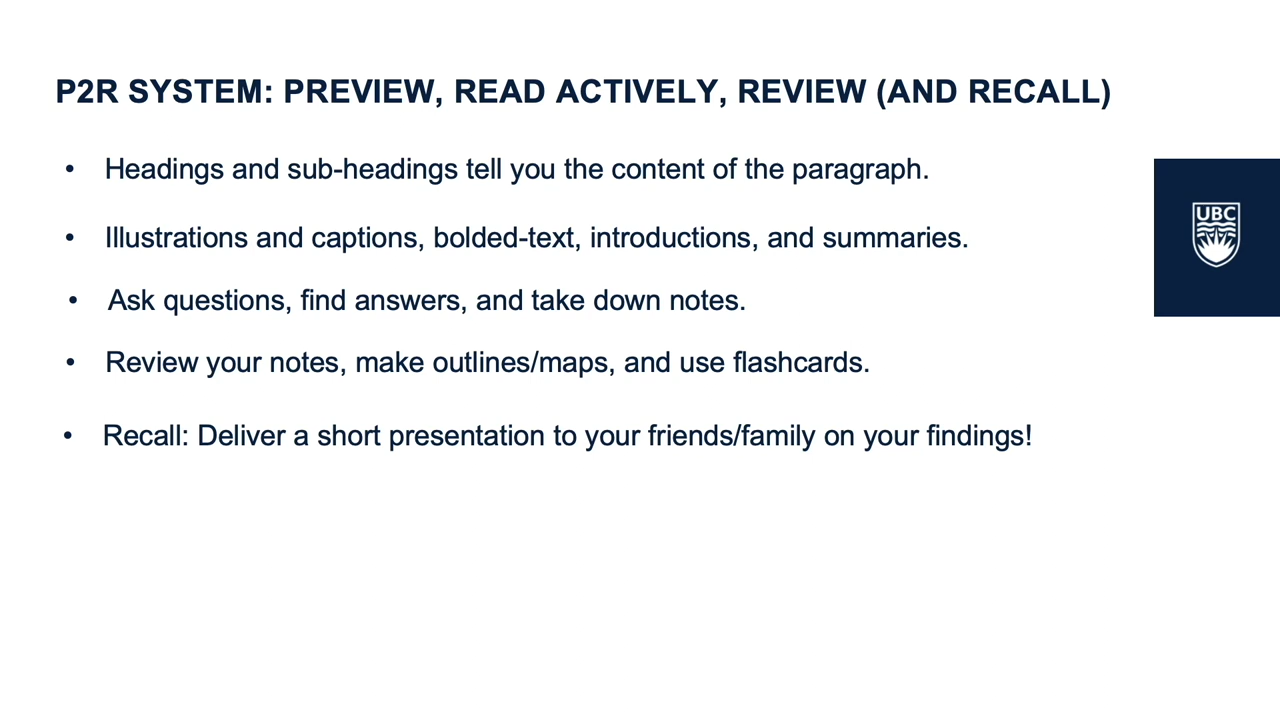 P2R SYSTEM: PREVIEW, READ ACTIVELY, REVIEW (AND RECALL)
• Headings and sub-headings tell you the content of the paragraph.
• Illustrations and captions, bolded-text, introductions, and summaries.
• Ask questions, find answers, and take down notes.
• Review your notes, make outlines/maps, and use flashcards.
• Recall: Deliver a short presentation to your friends/family on your findings!
UBC